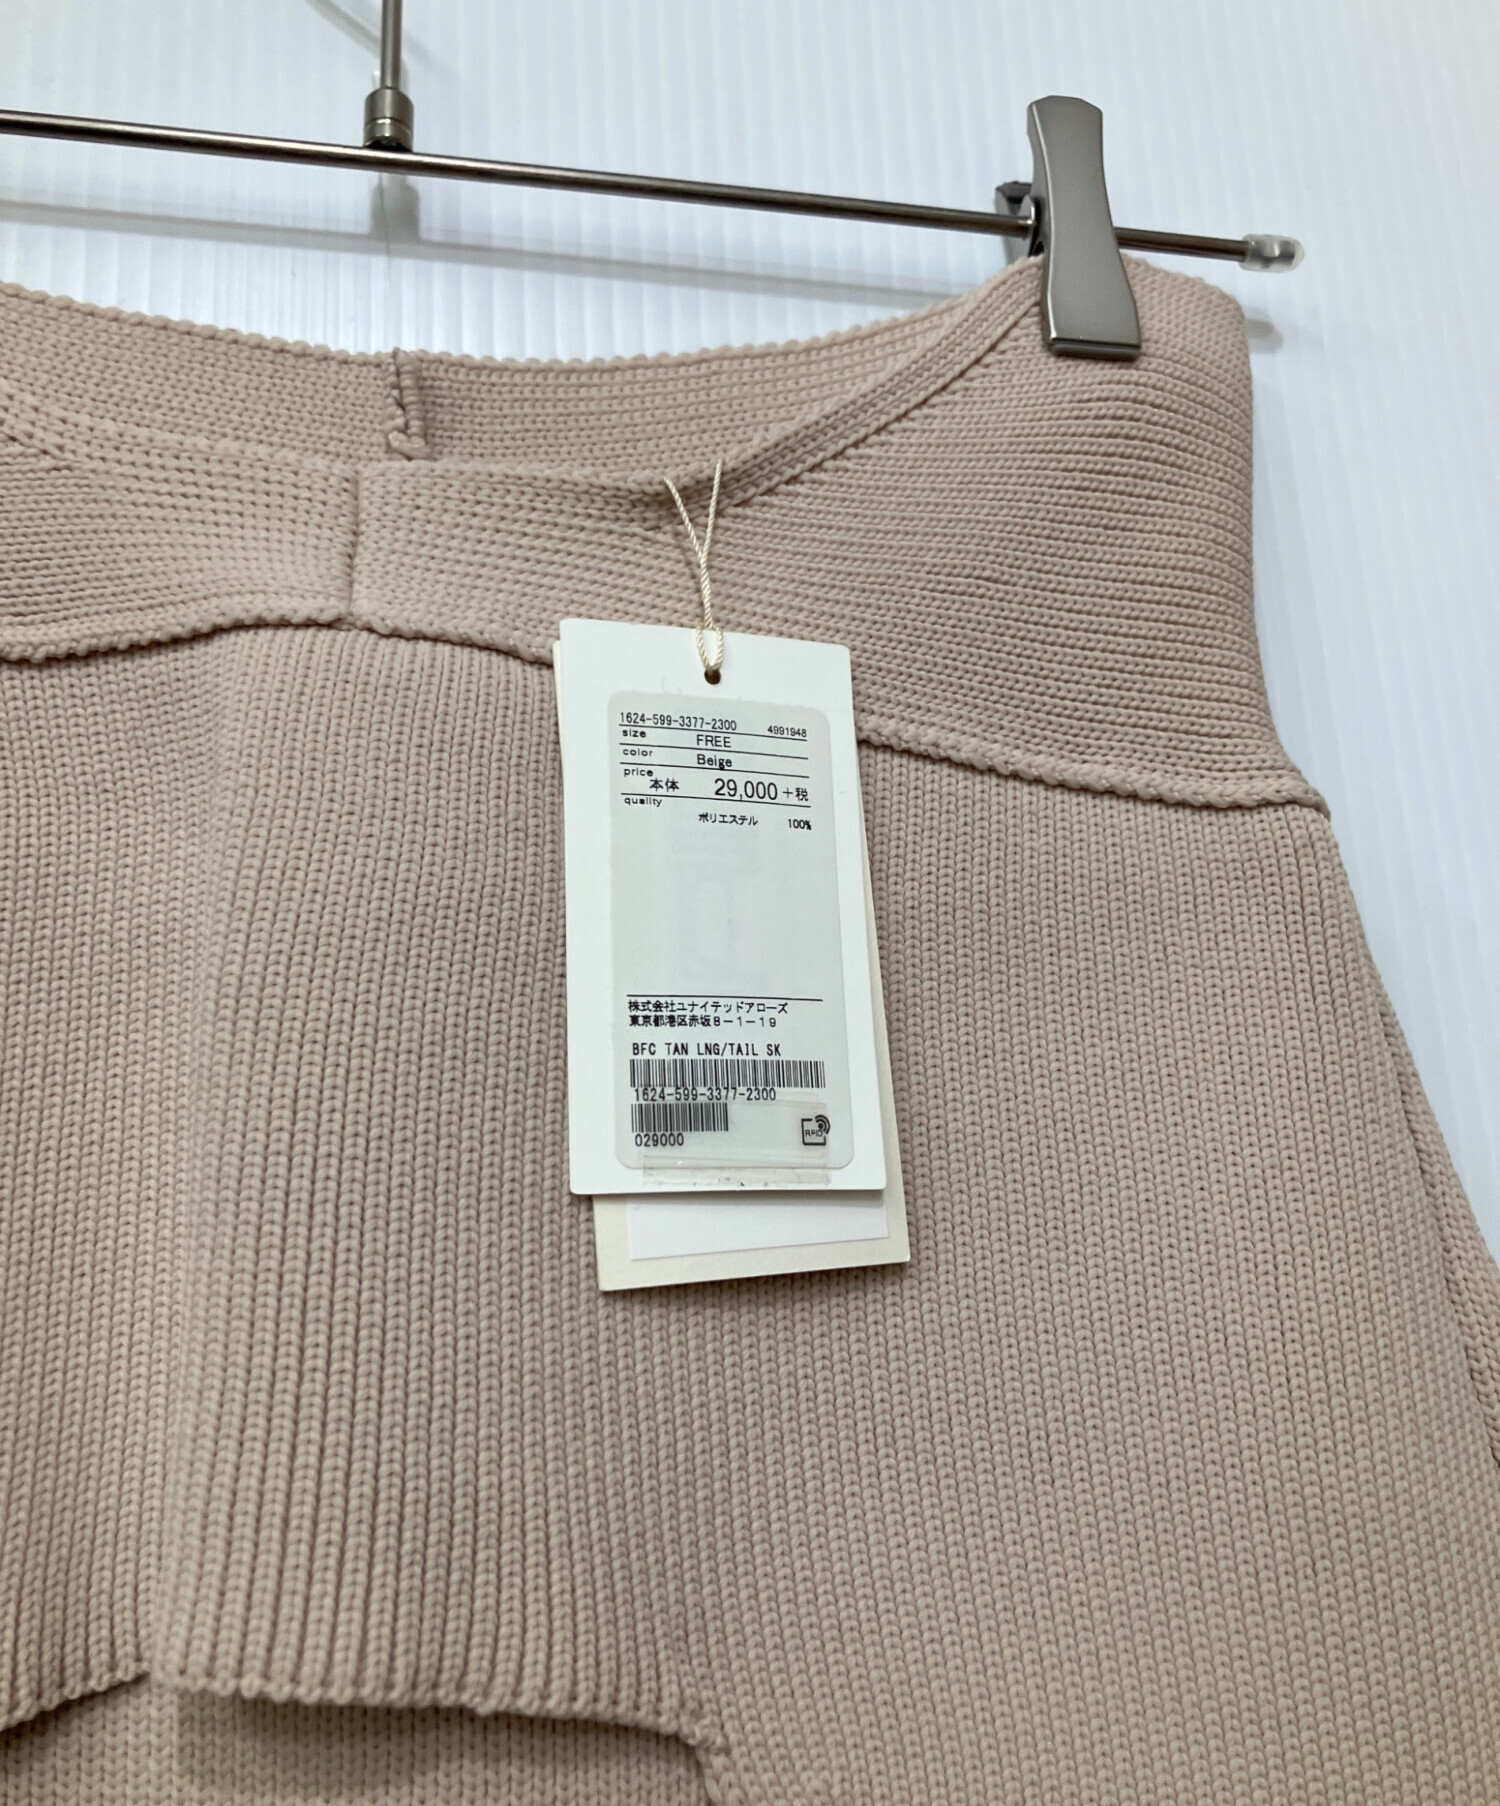 1624-599-3377-2300 4991948
size FREE
color Beige
price 本体 29,000 +税
quality
ポリエステル 100%
株式会社ユナイテッドアローズ
東京都港区赤坂8-1-19
BFC TAN LNG/TAIL SK
1624-599-3377-2300
029000
RFID